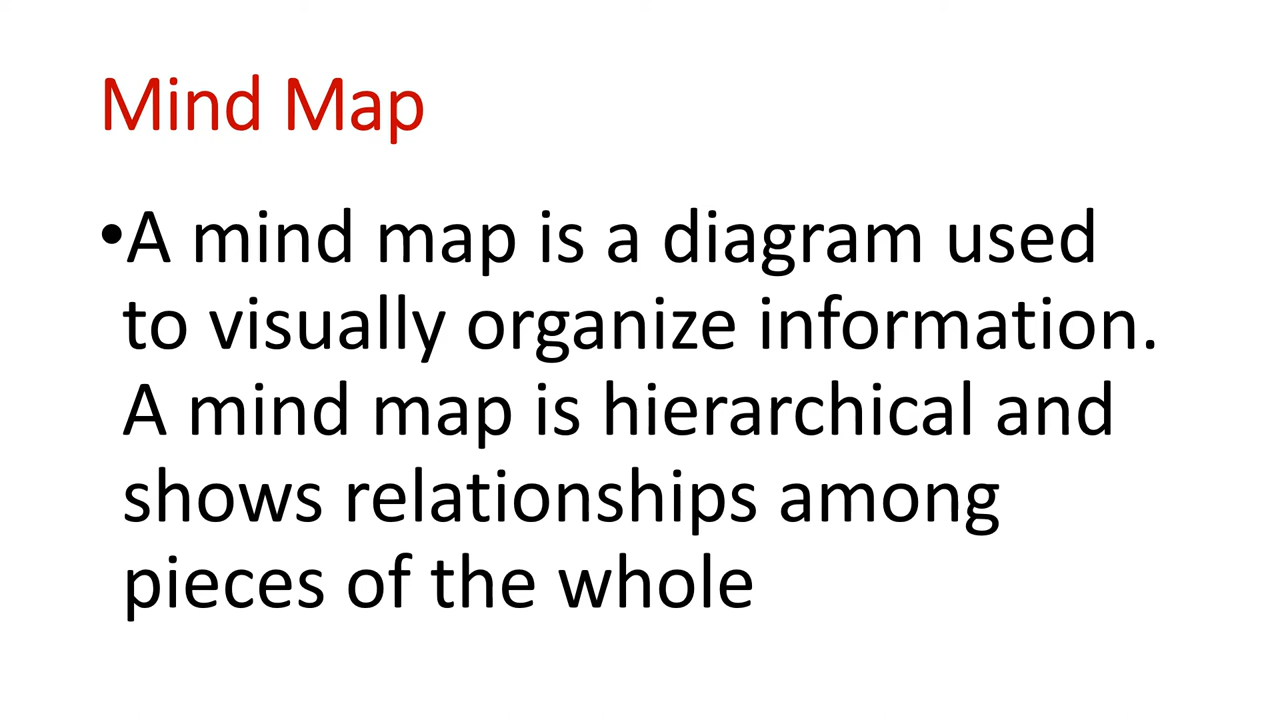 Mind Map
•A mind map is a diagram used
to visually organize information.
A mind map is hierarchical and
shows relationships among
pieces of the whole